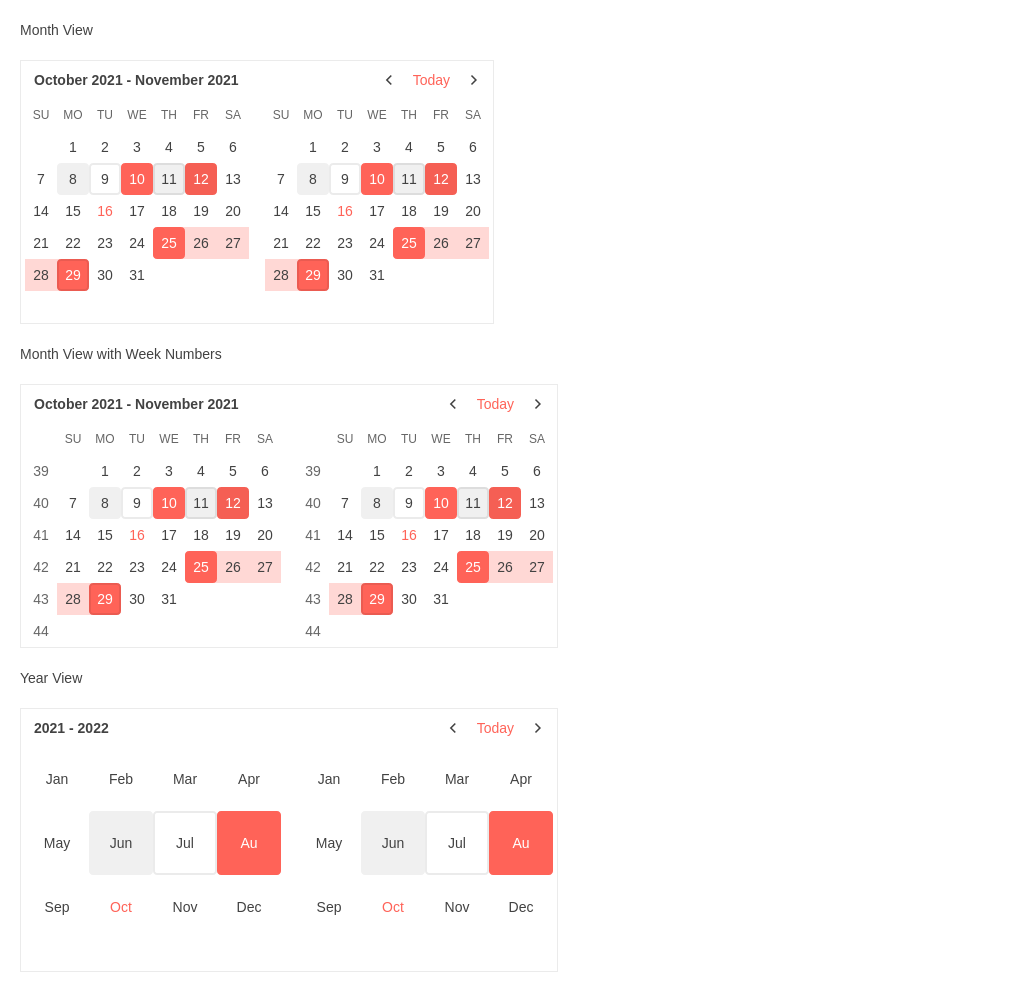 Month View
October 2021 - November 2021 Today
SU MO TU WE TH FR SA SU MO TU WE TH FR SA
1 2 3 4 5 6 1 2 3 4 5 6
7 8 9 10 11 12 13 7 8 9 10 11 12 13
14 15 16 17 18 19 20 14 15 16 17 18 19 20
21 22 23 24 25 26 27 21 22 23 24 25 26 27
28 29 30 31 28 29 30 31
Month View with Week Numbers
October 2021 - November 2021 Today
SU MO TU WE TH FR SA SU MO TU WE TH FR SA
39 1 2 3 4 5 6 39 1 2 3 4 5 6
40 7 8 9 10 11 12 13 40 7 8 9 10 11 12 13
41 14 15 16 17 18 19 20 41 14 15 16 17 18 19 20
42 21 22 23 24 25 26 27 42 21 22 23 24 25 26 27
43 28 29 30 31 43 28 29 30 31
44 44
Year View
2021 - 2022 Today
Jan Feb Mar Apr Jan Feb Mar Apr
May Jun Jul Au May Jun Jul Au
Sep Oct Nov Dec Sep Oct Nov Dec